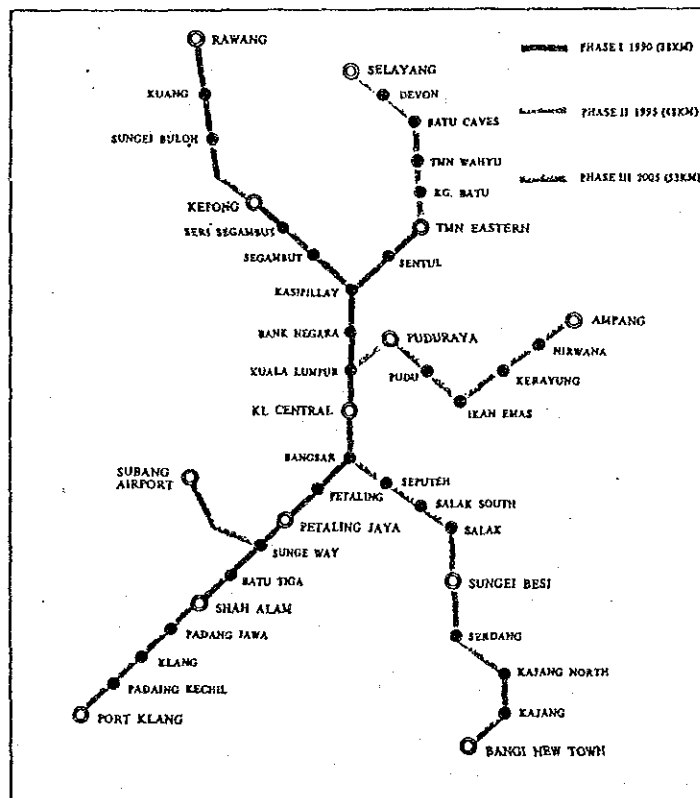 RAWANG
SELAYANG
PHASE I 1990 (38KM)
KUANG
DEVON
BATU CAVES
PHASE II 1995 (48KM)
SUNGEI BULOH
TMN WAHYU
PHASE III 2005 (53KM)
KG. BATU
KEPONG
TMN EASTERN
SERI SEGAMBUT
SEGAMBUT
SENTUL
KASIPILLAY
AMPANG
BANK NEGARA
PUDURAYA
NIRWANA
KUALA LUMPUR
PUDU
KERAYUNG
IKAN EMAS
KL CENTRAL
BANGSAR
SUBANG
AIRPORT
SEPUTEH
PETALING
SALAK SOUTH
PETALING JAYA
SALAK
SUNGE WAY
BATU TIGA
SUNGEI BESI
SHAH ALAM
PADANG JAWA
SERDANG
KLANG
KAJANG NORTH
PADAING KECHIL
PORT KLANG
KAJANG
BANGI NEW TOWN